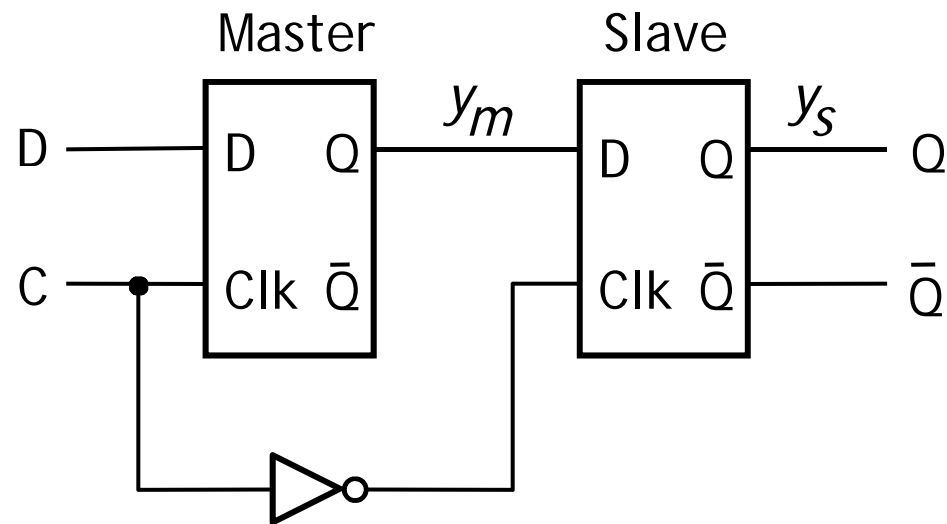 Master Slave
y_m y_s
D D Q D Q Q
C Clk Q̄ Clk Q̄ Q̄